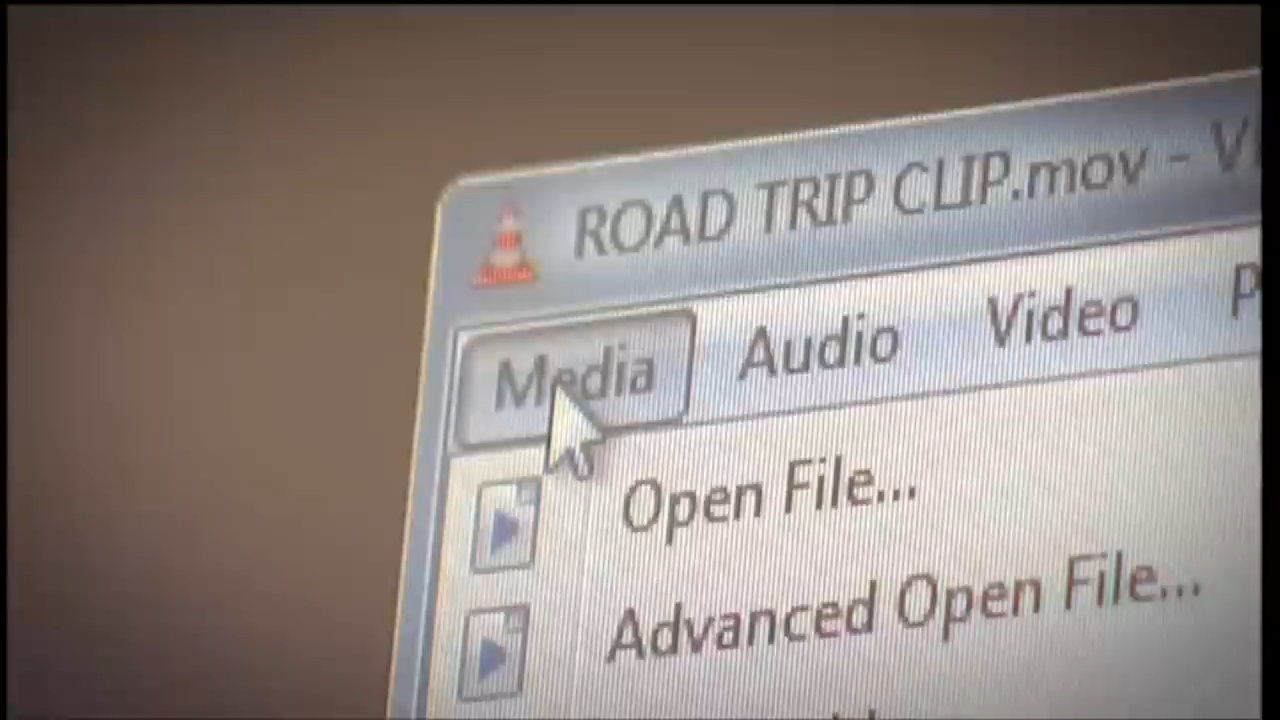 ROAD TRIP CLIP.mov -
Media Audio Video
Open File...
Advanced Open File...